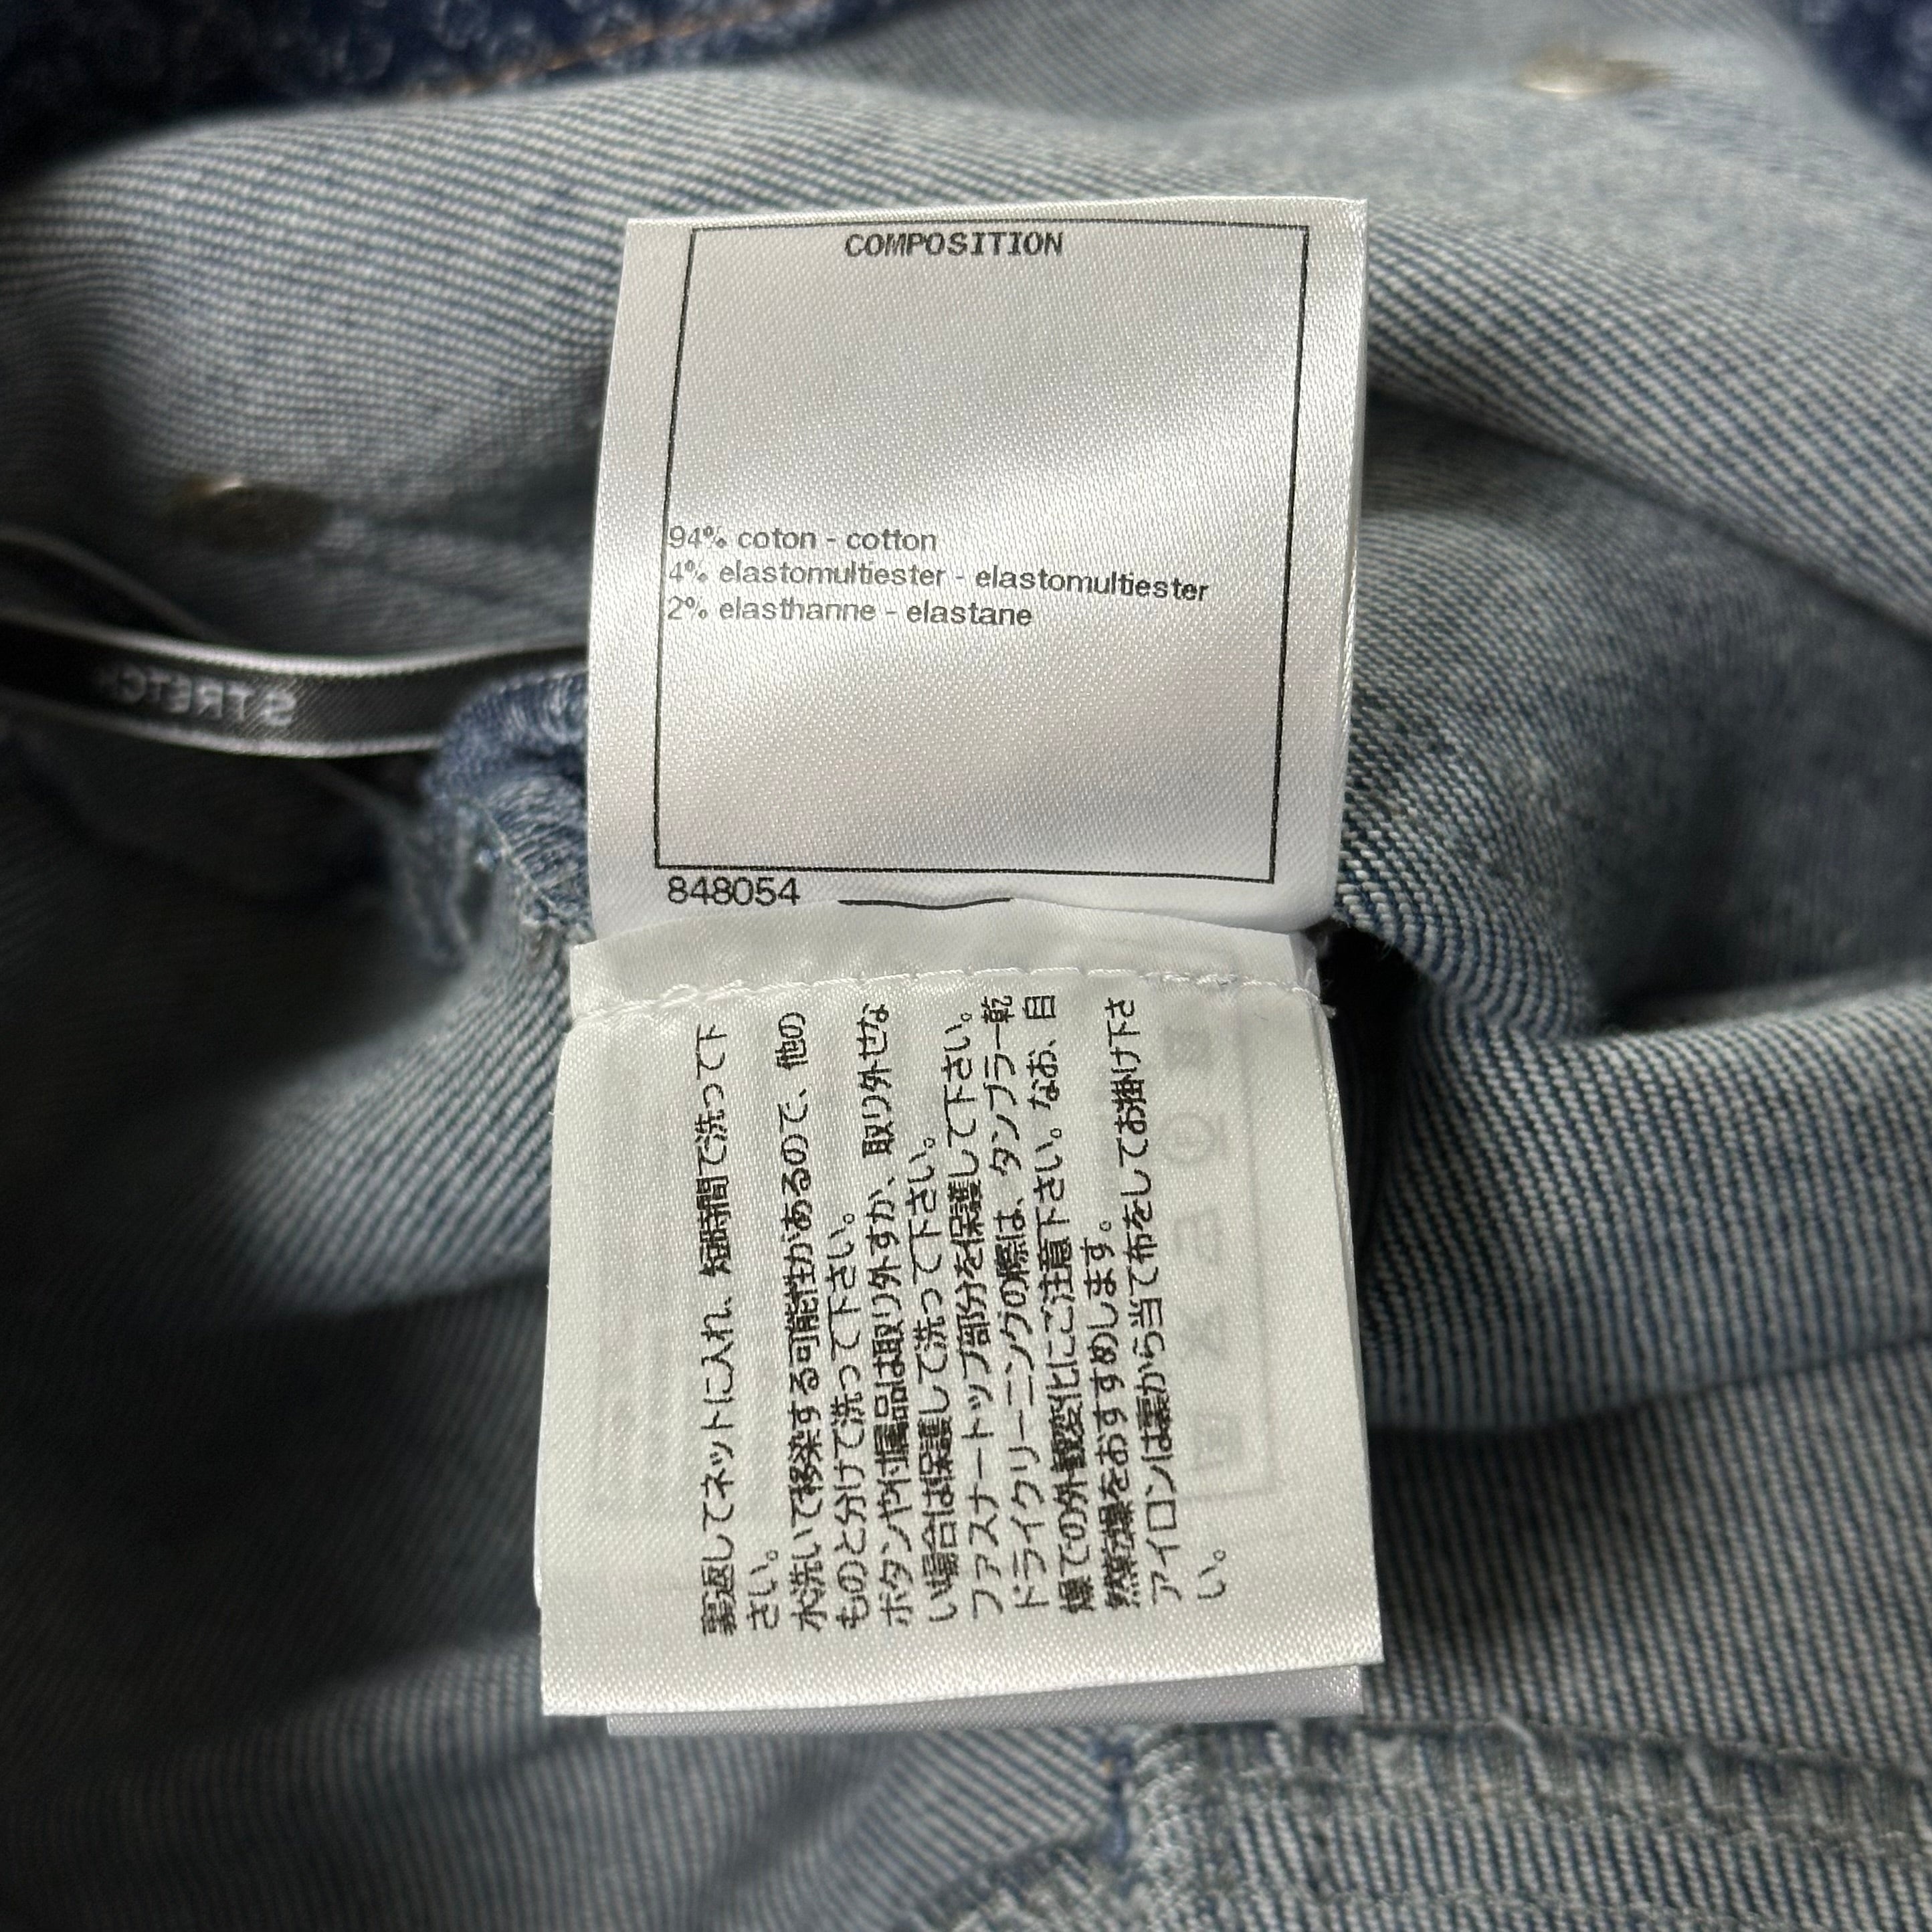 COMPOSITION
94% coton - cotton
4% elastomultiester - elastomultiester
2% elasthanne - elastane
848054
STRETCH
裏返してネットに入れ、短時間で洗って下
さい。
水洗いで移染する可能性があるので、他の
ものと分けて洗って下さい。
ボタンや付属品は取り外すか、取り外せな
い場合は保護して洗って下さい。
ファスナートップ部分を保護して下さい。
ドライクリーニングの際は、タンブラー乾
燥での外観変化にご注意下さい。なお、自
然乾燥をおすすめします。
アイロンは裏から当て布をしてお掛け下さ
い。